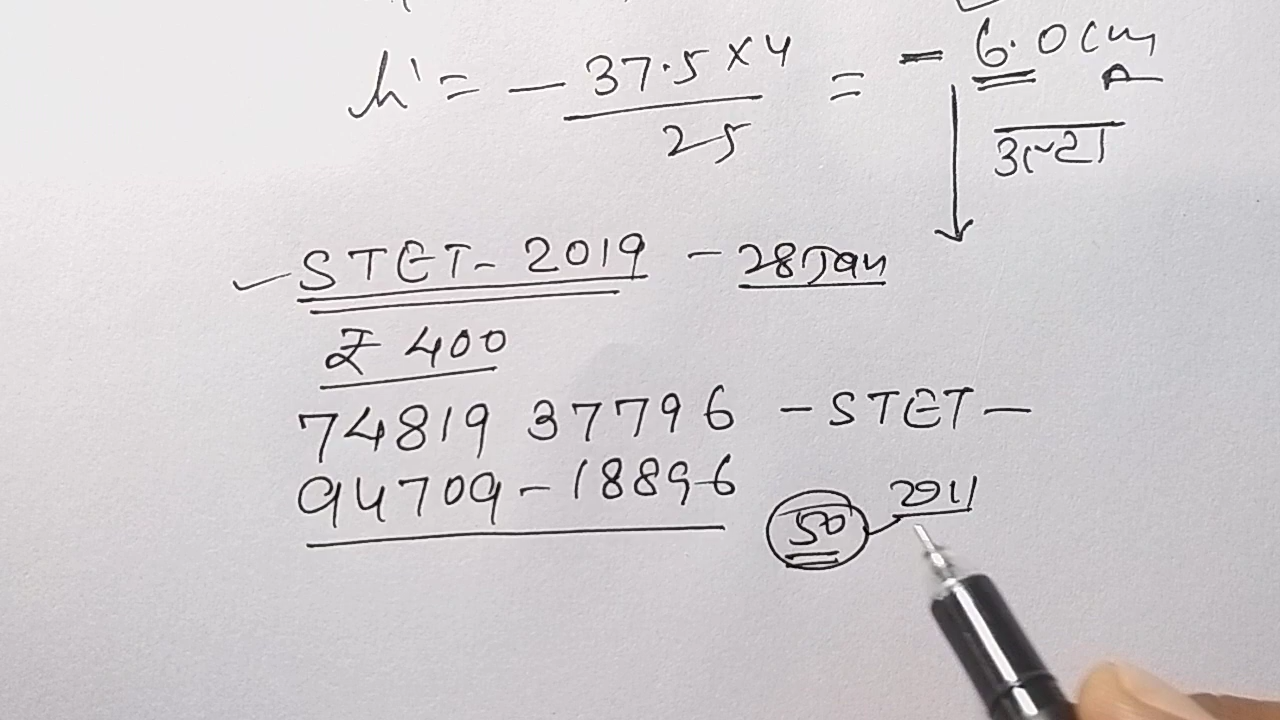 h' = - 37.5 × 4 / 25 = - 6.0 cm
उल्टा
STET - 2019 - 28 Jan
₹ 400
74819 37796 - STET -
94709 - 18896
50 2011